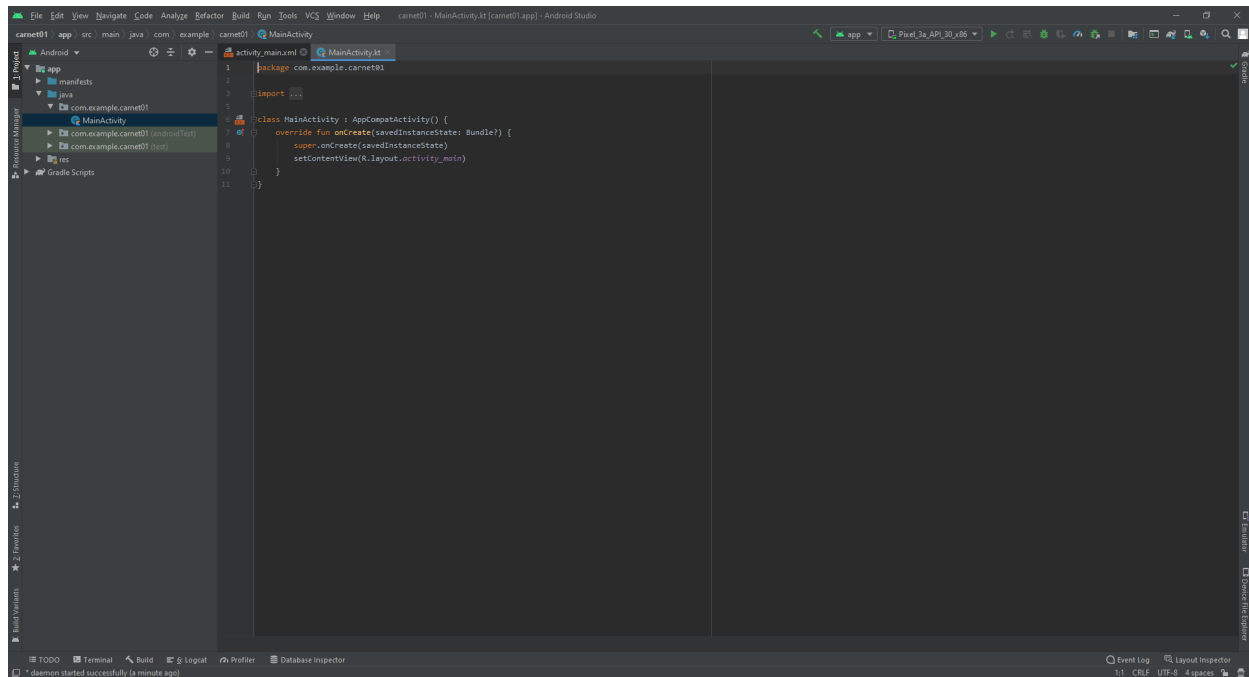 File Edit View Navigate Code Analyze Refactor Build Run Tools VCS Window Help carnet01 - MainActivity.kt [carnet01.app] - Android Studio
carnet01 app src main java com example carnet01 MainActivity app Pixel_3a_API_30_x86
Android activity_main.xml MainActivity.kt
1: Project
Resource Manager
7: Structure
2: Favorites
Build Variants
app
manifests
java
com.example.carnet01
MainActivity
com.example.carnet01 (androidTest)
com.example.carnet01 (test)
res
Gradle Scripts
1 package com.example.carnet01
2
3 import ...
5
6 class MainActivity : AppCompatActivity() {
7 override fun onCreate(savedInstanceState: Bundle?) {
8 super.onCreate(savedInstanceState)
9 setContentView(R.layout.activity_main)
10 }
11 }
Gradle
Emulator
Device File Explorer
TODO Terminal Build 6: Logcat Profiler Database Inspector Event Log Layout Inspector
* daemon started successfully (a minute ago) 1:1 CRLF UTF-8 4 spaces